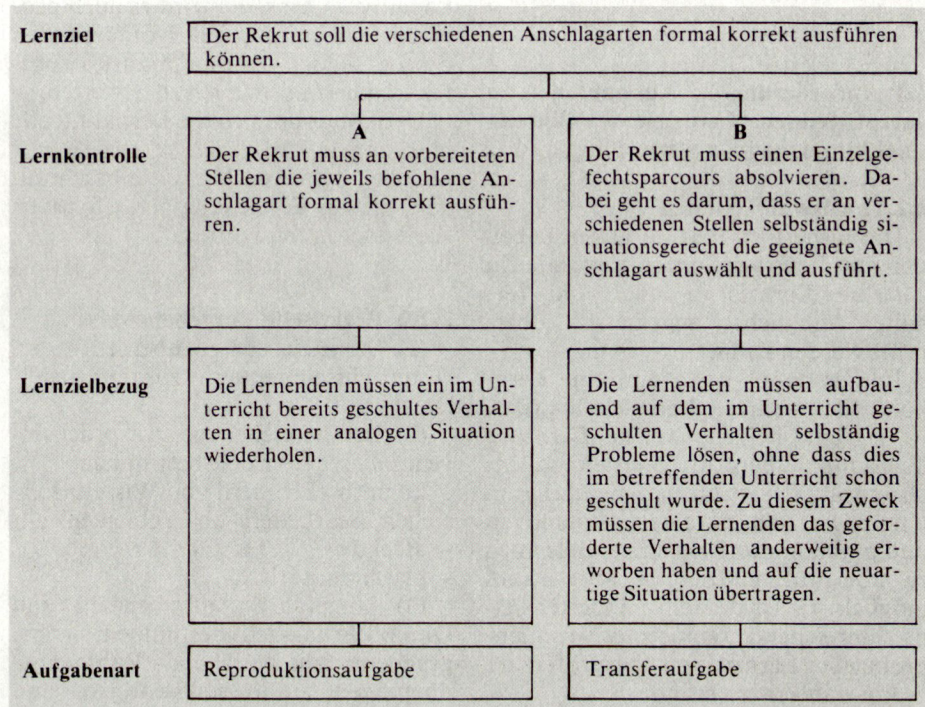 Lernziel
Der Rekrut soll die verschiedenen Anschlagarten formal korrekt ausführen
können.
A
B
Lernkontrolle
Der Rekrut muss an vorbereiteten
Stellen die jeweils befohlene An-
schlagart formal korrekt ausfüh-
ren.
Der Rekrut muss einen Einzelge-
fechtsparcours absolvieren. Da-
bei geht es darum, dass er an ver-
schiedenen Stellen selbständig si-
tuationsgerecht die geeignete An-
schlagart auswählt und ausführt.
Lernzielbezug
Die Lernenden müssen ein im Un-
terricht bereits geschultes Verhal-
ten in einer analogen Situation
wiederholen.
Die Lernenden müssen aufbau-
end auf dem im Unterricht ge-
schulten Verhalten selbständig
Probleme lösen, ohne dass dies
im betreffenden Unterricht schon
geschult wurde. Zu diesem Zweck
müssen die Lernenden das gefor-
derte Verhalten anderweitig er-
worben haben und auf die neuar-
tige Situation übertragen.
Aufgabenart
Reproduktionsaufgabe
Transferaufgabe